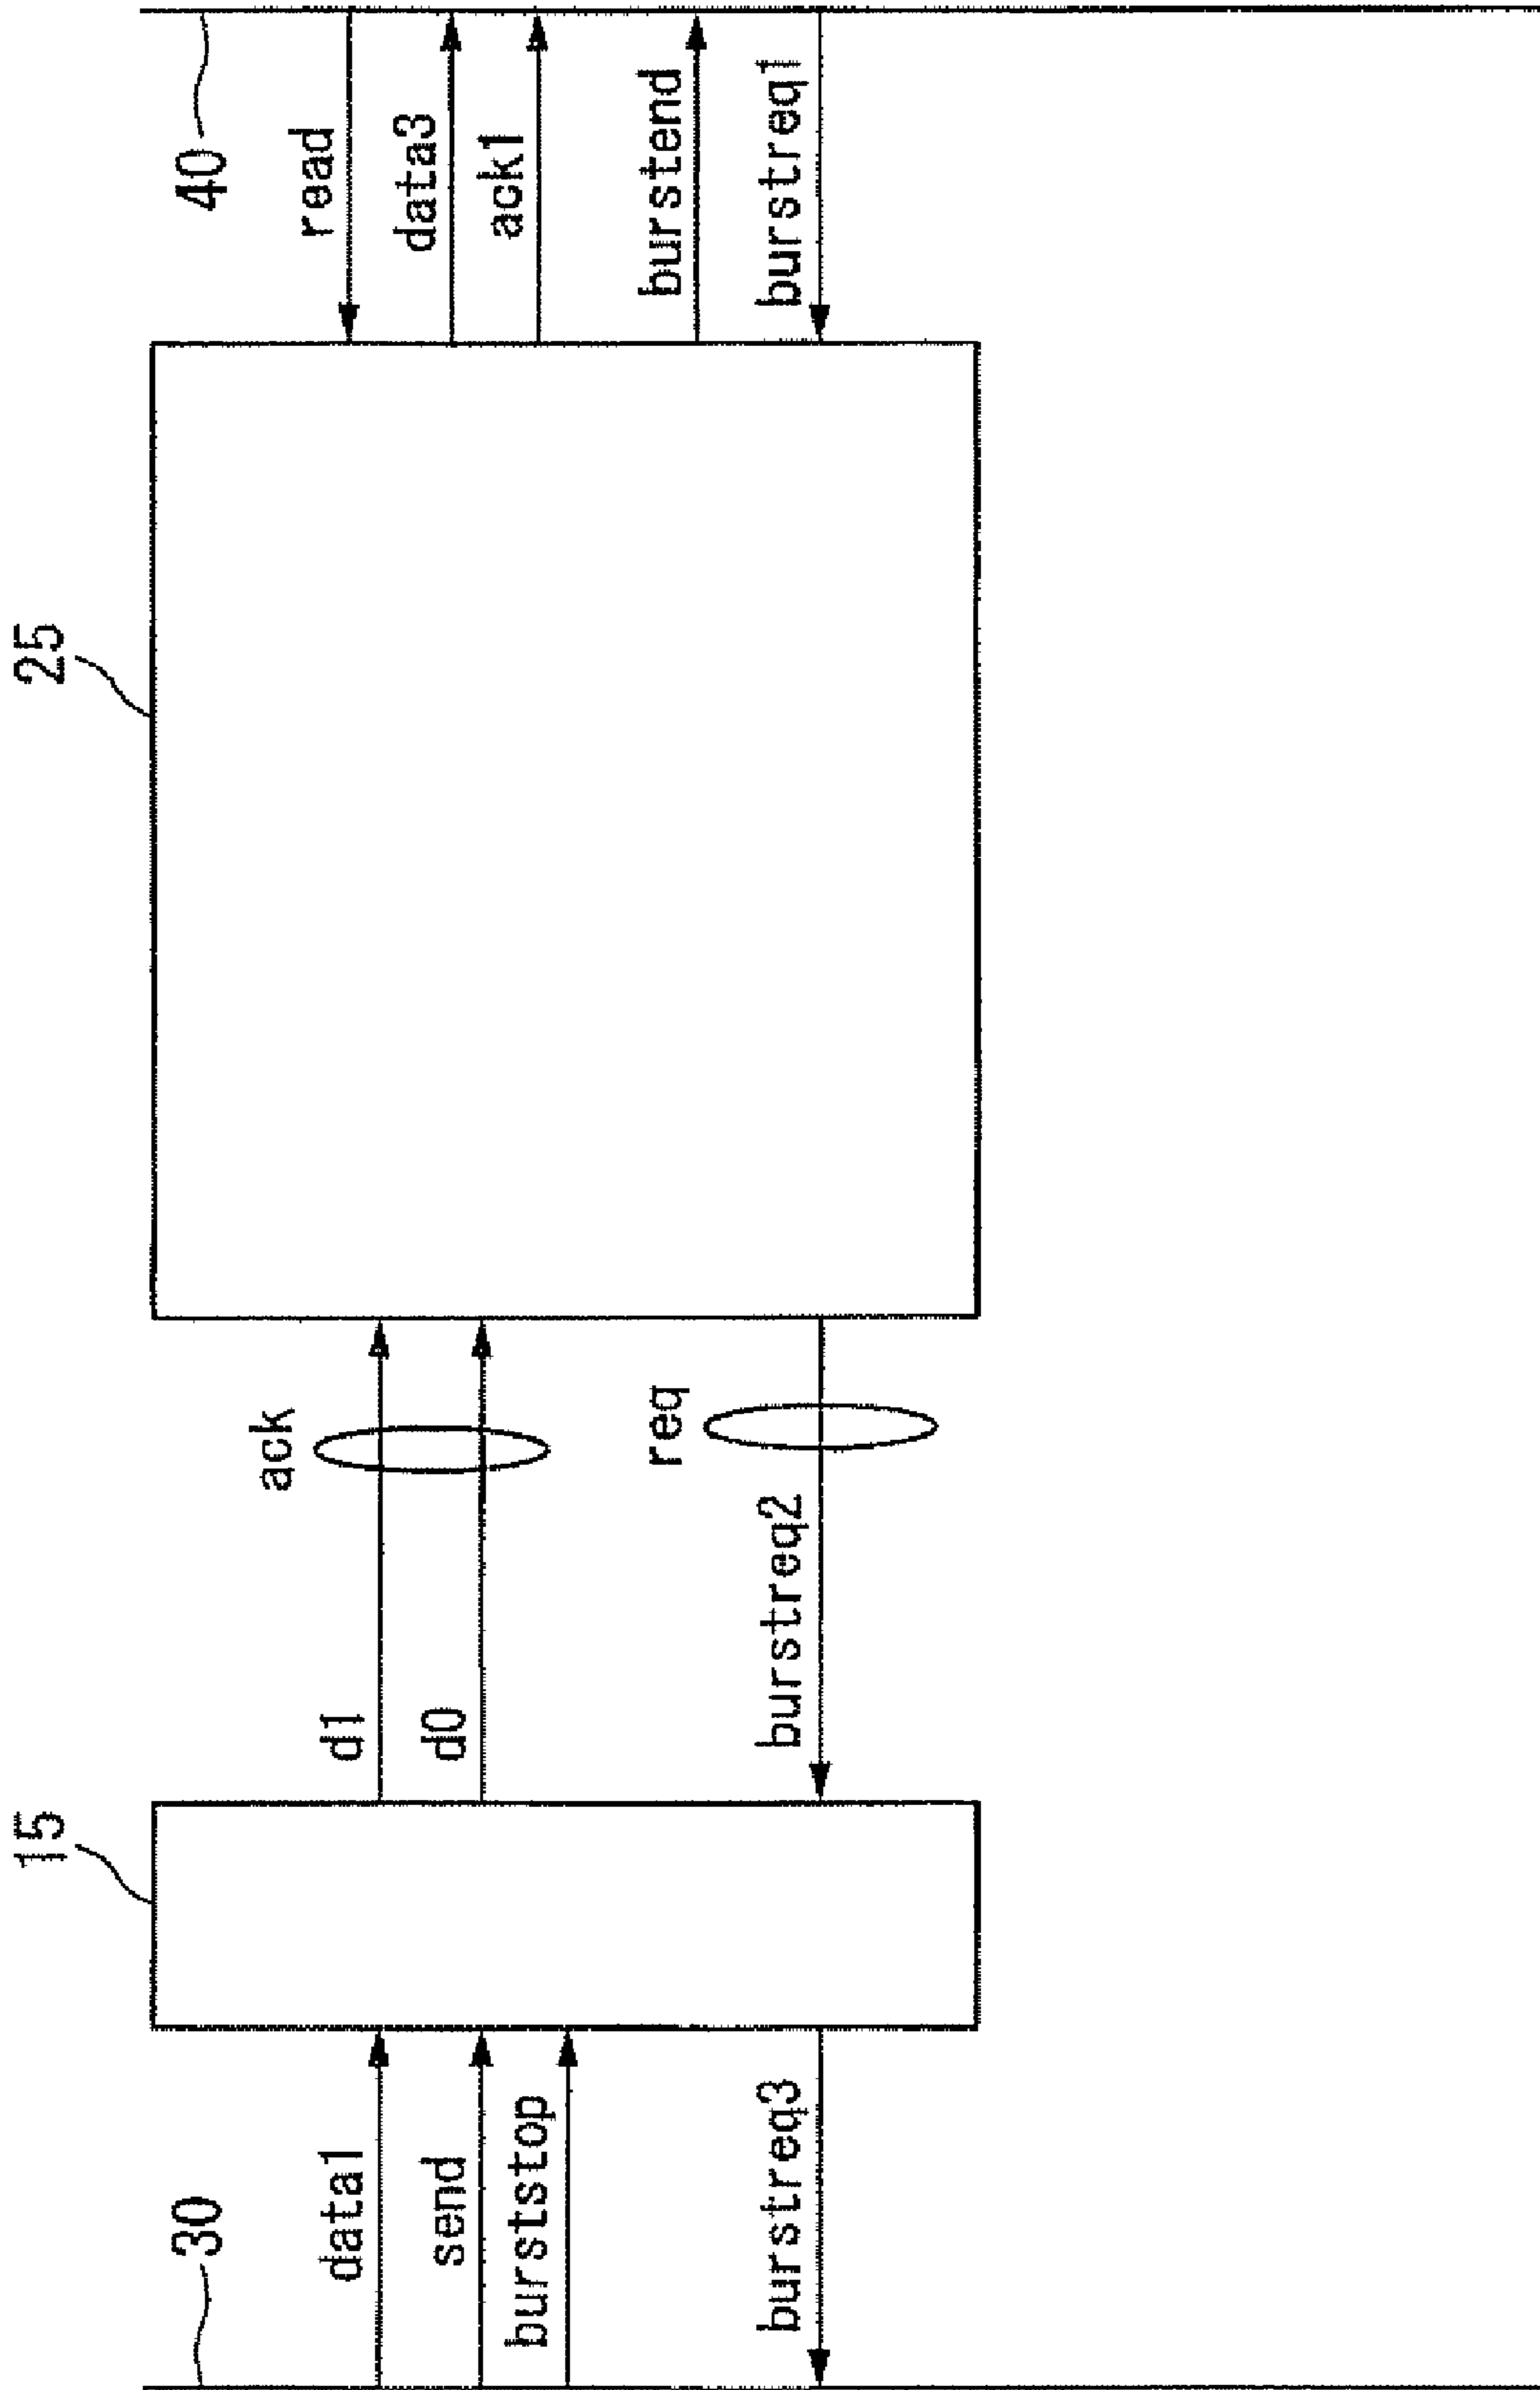 30
15
25
40
data1
send
burststop
burstreq3
d1
d0
ack
req
burstreq2
read
data3
ack1
burstend
burstreq1